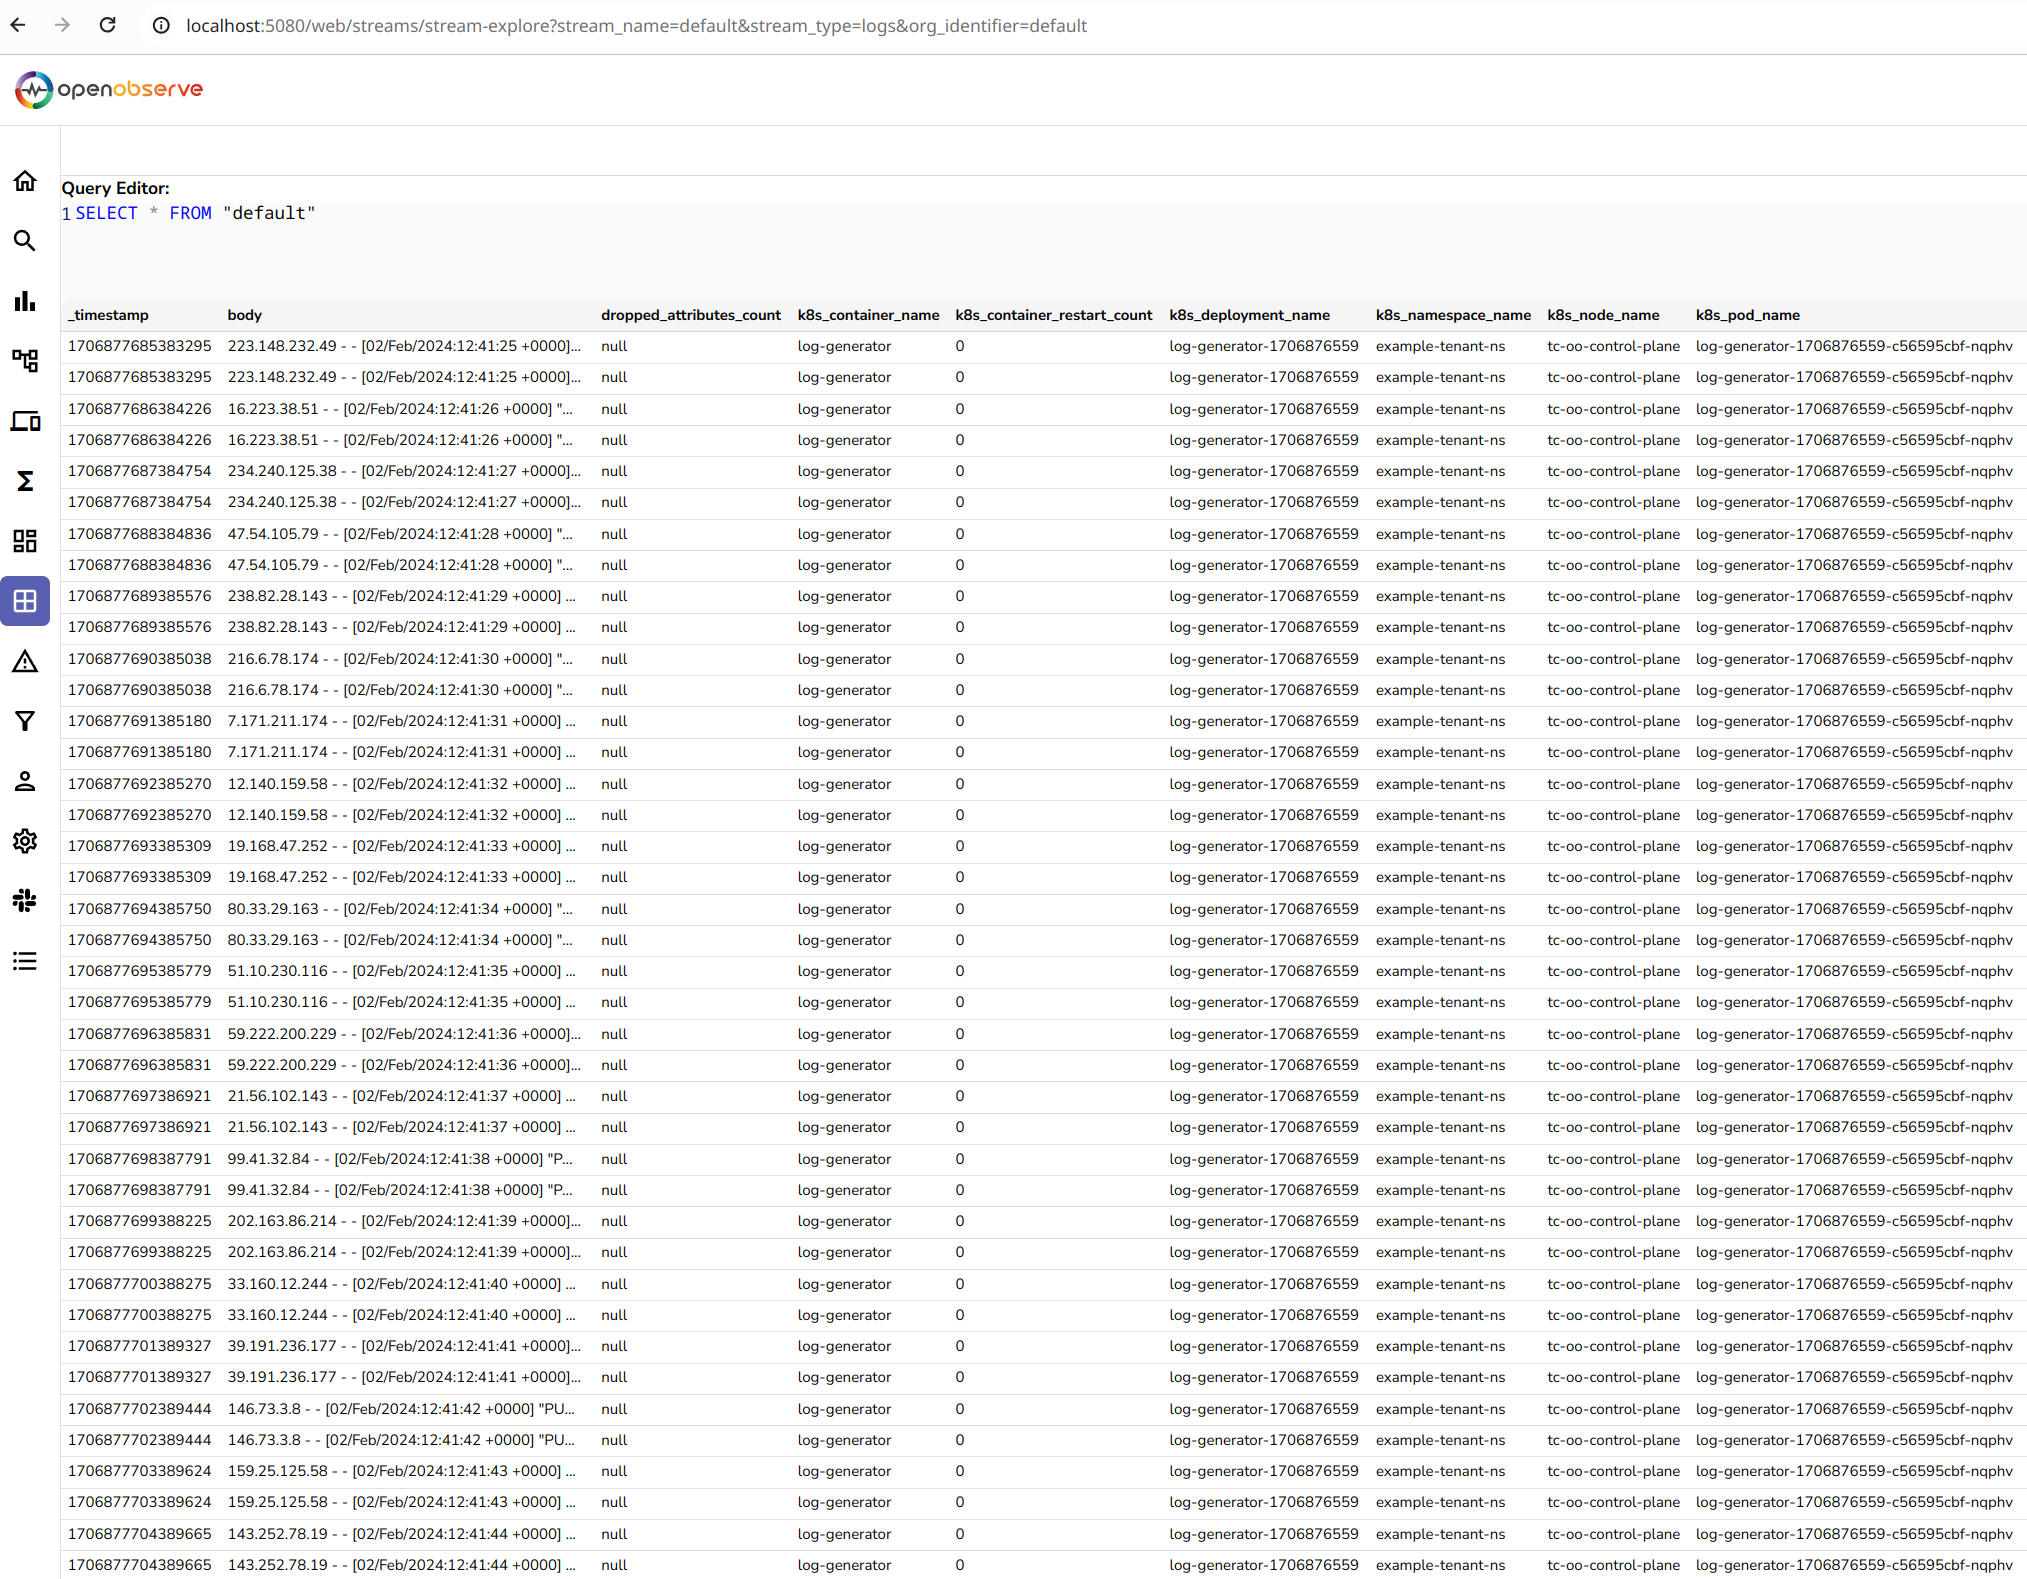 localhost:5080/web/streams/stream-explore?stream_name=default&stream_type=logs&org_identifier=default
openobserve
Query Editor:
1 SELECT * FROM "default"
_timestamp body dropped_attributes_count k8s_container_name k8s_container_restart_count k8s_deployment_name k8s_namespace_name k8s_node_name k8s_pod_name
1706877685383295 223.148.232.49 - - [02/Feb/2024:12:41:25 +0000]... null log-generator 0 log-generator-1706876559 example-tenant-ns tc-oo-control-plane log-generator-1706876559-c56595cbf-nqphv
1706877685383295 223.148.232.49 - - [02/Feb/2024:12:41:25 +0000]... null log-generator 0 log-generator-1706876559 example-tenant-ns tc-oo-control-plane log-generator-1706876559-c56595cbf-nqphv
1706877686384226 16.223.38.51 - - [02/Feb/2024:12:41:26 +0000] "... null log-generator 0 log-generator-1706876559 example-tenant-ns tc-oo-control-plane log-generator-1706876559-c56595cbf-nqphv
1706877686384226 16.223.38.51 - - [02/Feb/2024:12:41:26 +0000] "... null log-generator 0 log-generator-1706876559 example-tenant-ns tc-oo-control-plane log-generator-1706876559-c56595cbf-nqphv
1706877687384754 234.240.125.38 - - [02/Feb/2024:12:41:27 +0000]... null log-generator 0 log-generator-1706876559 example-tenant-ns tc-oo-control-plane log-generator-1706876559-c56595cbf-nqphv
1706877687384754 234.240.125.38 - - [02/Feb/2024:12:41:27 +0000]... null log-generator 0 log-generator-1706876559 example-tenant-ns tc-oo-control-plane log-generator-1706876559-c56595cbf-nqphv
1706877688384836 47.54.105.79 - - [02/Feb/2024:12:41:28 +0000] "... null log-generator 0 log-generator-1706876559 example-tenant-ns tc-oo-control-plane log-generator-1706876559-c56595cbf-nqphv
1706877688384836 47.54.105.79 - - [02/Feb/2024:12:41:28 +0000] "... null log-generator 0 log-generator-1706876559 example-tenant-ns tc-oo-control-plane log-generator-1706876559-c56595cbf-nqphv
1706877689385576 238.82.28.143 - - [02/Feb/2024:12:41:29 +0000] ... null log-generator 0 log-generator-1706876559 example-tenant-ns tc-oo-control-plane log-generator-1706876559-c56595cbf-nqphv
1706877689385576 238.82.28.143 - - [02/Feb/2024:12:41:29 +0000] ... null log-generator 0 log-generator-1706876559 example-tenant-ns tc-oo-control-plane log-generator-1706876559-c56595cbf-nqphv
1706877690385038 216.6.78.174 - - [02/Feb/2024:12:41:30 +0000] "... null log-generator 0 log-generator-1706876559 example-tenant-ns tc-oo-control-plane log-generator-1706876559-c56595cbf-nqphv
1706877690385038 216.6.78.174 - - [02/Feb/2024:12:41:30 +0000] "... null log-generator 0 log-generator-1706876559 example-tenant-ns tc-oo-control-plane log-generator-1706876559-c56595cbf-nqphv
1706877691385180 7.171.211.174 - - [02/Feb/2024:12:41:31 +0000] ... null log-generator 0 log-generator-1706876559 example-tenant-ns tc-oo-control-plane log-generator-1706876559-c56595cbf-nqphv
1706877691385180 7.171.211.174 - - [02/Feb/2024:12:41:31 +0000] ... null log-generator 0 log-generator-1706876559 example-tenant-ns tc-oo-control-plane log-generator-1706876559-c56595cbf-nqphv
1706877692385270 12.140.159.58 - - [02/Feb/2024:12:41:32 +0000] ... null log-generator 0 log-generator-1706876559 example-tenant-ns tc-oo-control-plane log-generator-1706876559-c56595cbf-nqphv
1706877692385270 12.140.159.58 - - [02/Feb/2024:12:41:32 +0000] ... null log-generator 0 log-generator-1706876559 example-tenant-ns tc-oo-control-plane log-generator-1706876559-c56595cbf-nqphv
1706877693385309 19.168.47.252 - - [02/Feb/2024:12:41:33 +0000] ... null log-generator 0 log-generator-1706876559 example-tenant-ns tc-oo-control-plane log-generator-1706876559-c56595cbf-nqphv
1706877693385309 19.168.47.252 - - [02/Feb/2024:12:41:33 +0000] ... null log-generator 0 log-generator-1706876559 example-tenant-ns tc-oo-control-plane log-generator-1706876559-c56595cbf-nqphv
1706877694385750 80.33.29.163 - - [02/Feb/2024:12:41:34 +0000] "... null log-generator 0 log-generator-1706876559 example-tenant-ns tc-oo-control-plane log-generator-1706876559-c56595cbf-nqphv
1706877694385750 80.33.29.163 - - [02/Feb/2024:12:41:34 +0000] "... null log-generator 0 log-generator-1706876559 example-tenant-ns tc-oo-control-plane log-generator-1706876559-c56595cbf-nqphv
1706877695385779 51.10.230.116 - - [02/Feb/2024:12:41:35 +0000] ... null log-generator 0 log-generator-1706876559 example-tenant-ns tc-oo-control-plane log-generator-1706876559-c56595cbf-nqphv
1706877695385779 51.10.230.116 - - [02/Feb/2024:12:41:35 +0000] ... null log-generator 0 log-generator-1706876559 example-tenant-ns tc-oo-control-plane log-generator-1706876559-c56595cbf-nqphv
1706877696385831 59.222.200.229 - - [02/Feb/2024:12:41:36 +0000]... null log-generator 0 log-generator-1706876559 example-tenant-ns tc-oo-control-plane log-generator-1706876559-c56595cbf-nqphv
1706877696385831 59.222.200.229 - - [02/Feb/2024:12:41:36 +0000]... null log-generator 0 log-generator-1706876559 example-tenant-ns tc-oo-control-plane log-generator-1706876559-c56595cbf-nqphv
1706877697386921 21.56.102.143 - - [02/Feb/2024:12:41:37 +0000] ... null log-generator 0 log-generator-1706876559 example-tenant-ns tc-oo-control-plane log-generator-1706876559-c56595cbf-nqphv
1706877697386921 21.56.102.143 - - [02/Feb/2024:12:41:37 +0000] ... null log-generator 0 log-generator-1706876559 example-tenant-ns tc-oo-control-plane log-generator-1706876559-c56595cbf-nqphv
1706877698387791 99.41.32.84 - - [02/Feb/2024:12:41:38 +0000] "P... null log-generator 0 log-generator-1706876559 example-tenant-ns tc-oo-control-plane log-generator-1706876559-c56595cbf-nqphv
1706877698387791 99.41.32.84 - - [02/Feb/2024:12:41:38 +0000] "P... null log-generator 0 log-generator-1706876559 example-tenant-ns tc-oo-control-plane log-generator-1706876559-c56595cbf-nqphv
1706877699388225 202.163.86.214 - - [02/Feb/2024:12:41:39 +0000]... null log-generator 0 log-generator-1706876559 example-tenant-ns tc-oo-control-plane log-generator-1706876559-c56595cbf-nqphv
1706877699388225 202.163.86.214 - - [02/Feb/2024:12:41:39 +0000]... null log-generator 0 log-generator-1706876559 example-tenant-ns tc-oo-control-plane log-generator-1706876559-c56595cbf-nqphv
1706877700388275 33.160.12.244 - - [02/Feb/2024:12:41:40 +0000] ... null log-generator 0 log-generator-1706876559 example-tenant-ns tc-oo-control-plane log-generator-1706876559-c56595cbf-nqphv
1706877700388275 33.160.12.244 - - [02/Feb/2024:12:41:40 +0000] ... null log-generator 0 log-generator-1706876559 example-tenant-ns tc-oo-control-plane log-generator-1706876559-c56595cbf-nqphv
1706877701389327 39.191.236.177 - - [02/Feb/2024:12:41:41 +0000]... null log-generator 0 log-generator-1706876559 example-tenant-ns tc-oo-control-plane log-generator-1706876559-c56595cbf-nqphv
1706877701389327 39.191.236.177 - - [02/Feb/2024:12:41:41 +0000]... null log-generator 0 log-generator-1706876559 example-tenant-ns tc-oo-control-plane log-generator-1706876559-c56595cbf-nqphv
1706877702389444 146.73.3.8 - - [02/Feb/2024:12:41:42 +0000] "PU... null log-generator 0 log-generator-1706876559 example-tenant-ns tc-oo-control-plane log-generator-1706876559-c56595cbf-nqphv
1706877702389444 146.73.3.8 - - [02/Feb/2024:12:41:42 +0000] "PU... null log-generator 0 log-generator-1706876559 example-tenant-ns tc-oo-control-plane log-generator-1706876559-c56595cbf-nqphv
1706877703389624 159.25.125.58 - - [02/Feb/2024:12:41:43 +0000] ... null log-generator 0 log-generator-1706876559 example-tenant-ns tc-oo-control-plane log-generator-1706876559-c56595cbf-nqphv
1706877703389624 159.25.125.58 - - [02/Feb/2024:12:41:43 +0000] ... null log-generator 0 log-generator-1706876559 example-tenant-ns tc-oo-control-plane log-generator-1706876559-c56595cbf-nqphv
1706877704389665 143.252.78.19 - - [02/Feb/2024:12:41:44 +0000] ... null log-generator 0 log-generator-1706876559 example-tenant-ns tc-oo-control-plane log-generator-1706876559-c56595cbf-nqphv
1706877704389665 143.252.78.19 - - [02/Feb/2024:12:41:44 +0000] ... null log-generator 0 log-generator-1706876559 example-tenant-ns tc-oo-control-plane log-generator-1706876559-c56595cbf-nqphv